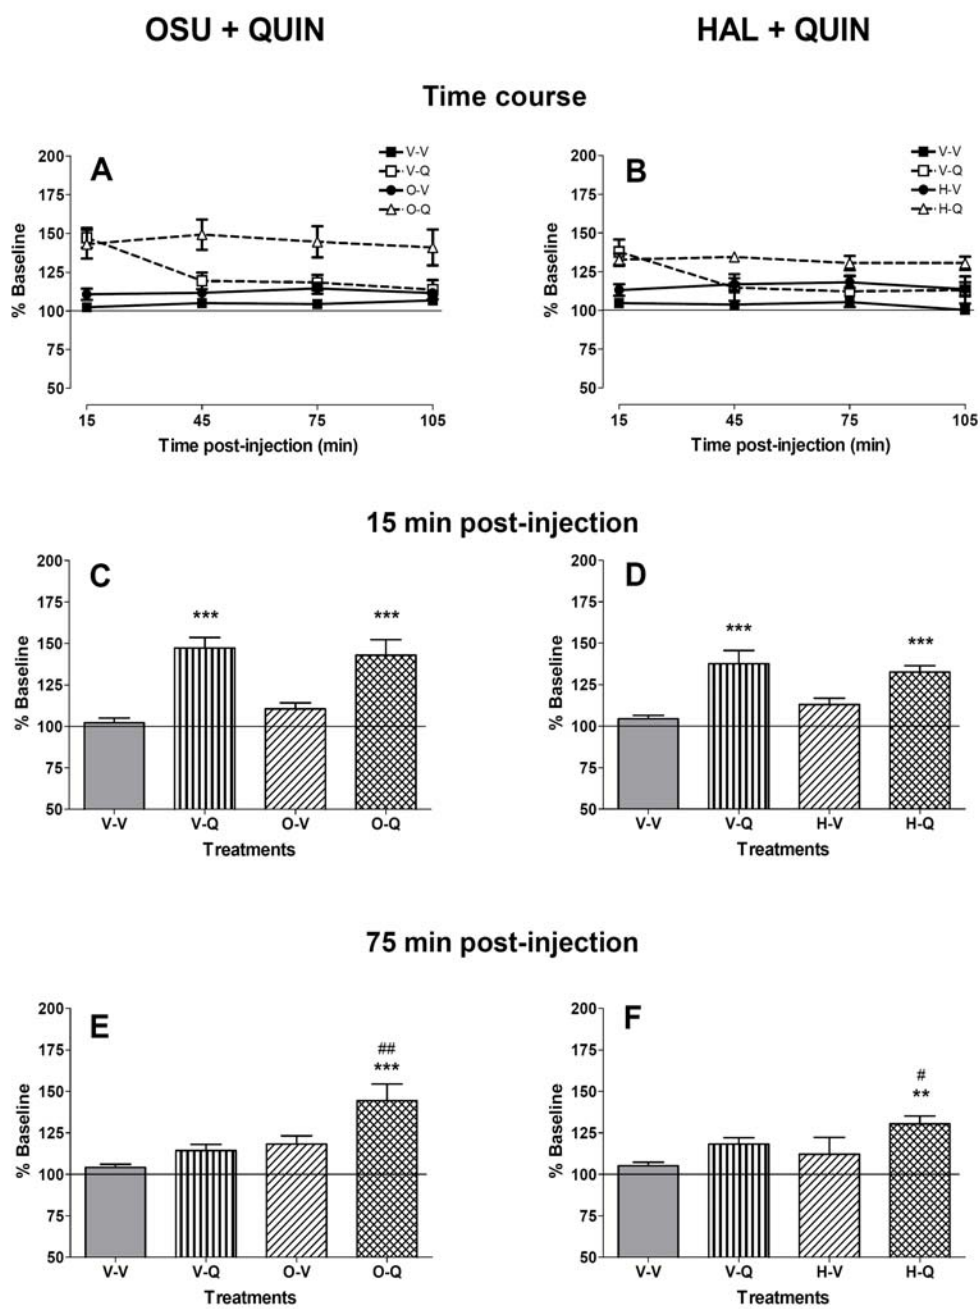 OSU + QUIN
HAL + QUIN
Time course
A
V-V
V-Q
O-V
O-Q
% Baseline
200
175
150
125
100
75
50
15 45 75 105
Time post-injection (min)
B
V-V
V-Q
H-V
H-Q
% Baseline
200
175
150
125
100
75
50
15 45 75 105
Time post-injection (min)
15 min post-injection
C
% Baseline
200
175
150
125
100
75
50
*** ***
V-V V-Q O-V O-Q
Treatments
D
% Baseline
200
175
150
125
100
75
50
*** ***
V-V V-Q H-V H-Q
Treatments
75 min post-injection
E
% Baseline
200
175
150
125
100
75
50
##
***
V-V V-Q O-V O-Q
Treatments
F
% Baseline
200
175
150
125
100
75
50
#
**
V-V V-Q H-V H-Q
Treatments